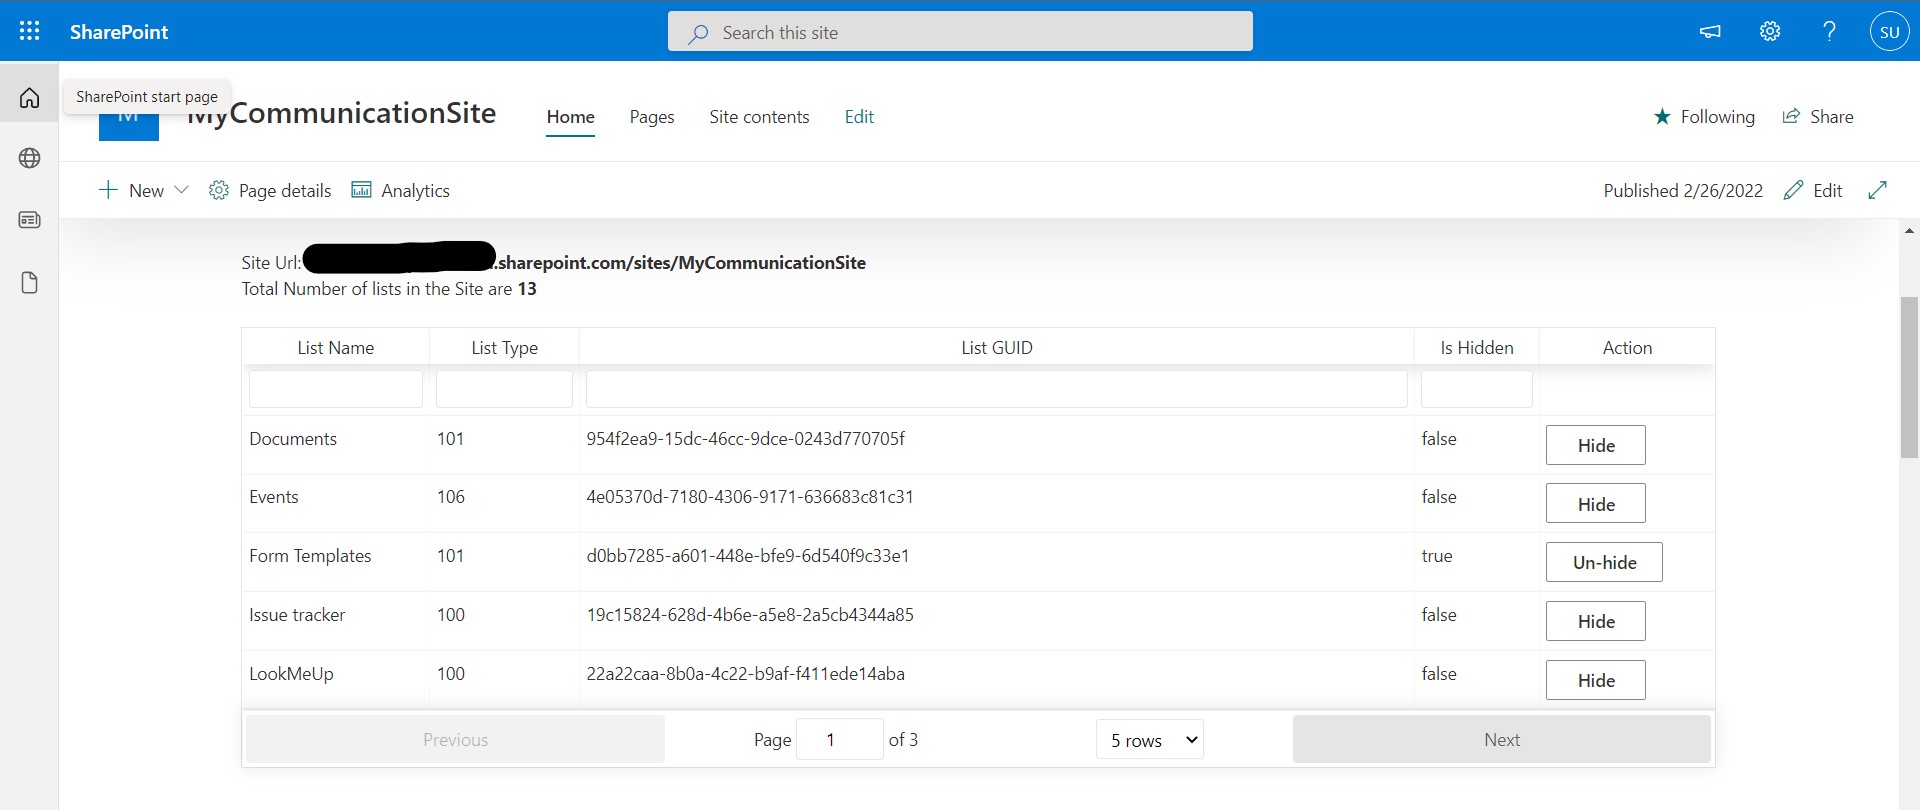 SharePoint
Search this site
SU
SharePoint start page
MyCommunicationSite
Home Pages Site contents Edit
Following Share
New Page details Analytics
Published 2/26/2022 Edit
Site Url: .sharepoint.com/sites/MyCommunicationSite
Total Number of lists in the Site are 13
List Name List Type List GUID Is Hidden Action
Documents 101 954f2ea9-15dc-46cc-9dce-0243d770705f false Hide
Events 106 4e05370d-7180-4306-9171-636683c81c31 false Hide
Form Templates 101 d0bb7285-a601-448e-bfe9-6d540f9c33e1 true Un-hide
Issue tracker 100 19c15824-628d-4b6e-a5e8-2a5cb4344a85 false Hide
LookMeUp 100 22a22caa-8b0a-4c22-b9af-f411ede14aba false Hide
Previous Page 1 of 3 5 rows Next